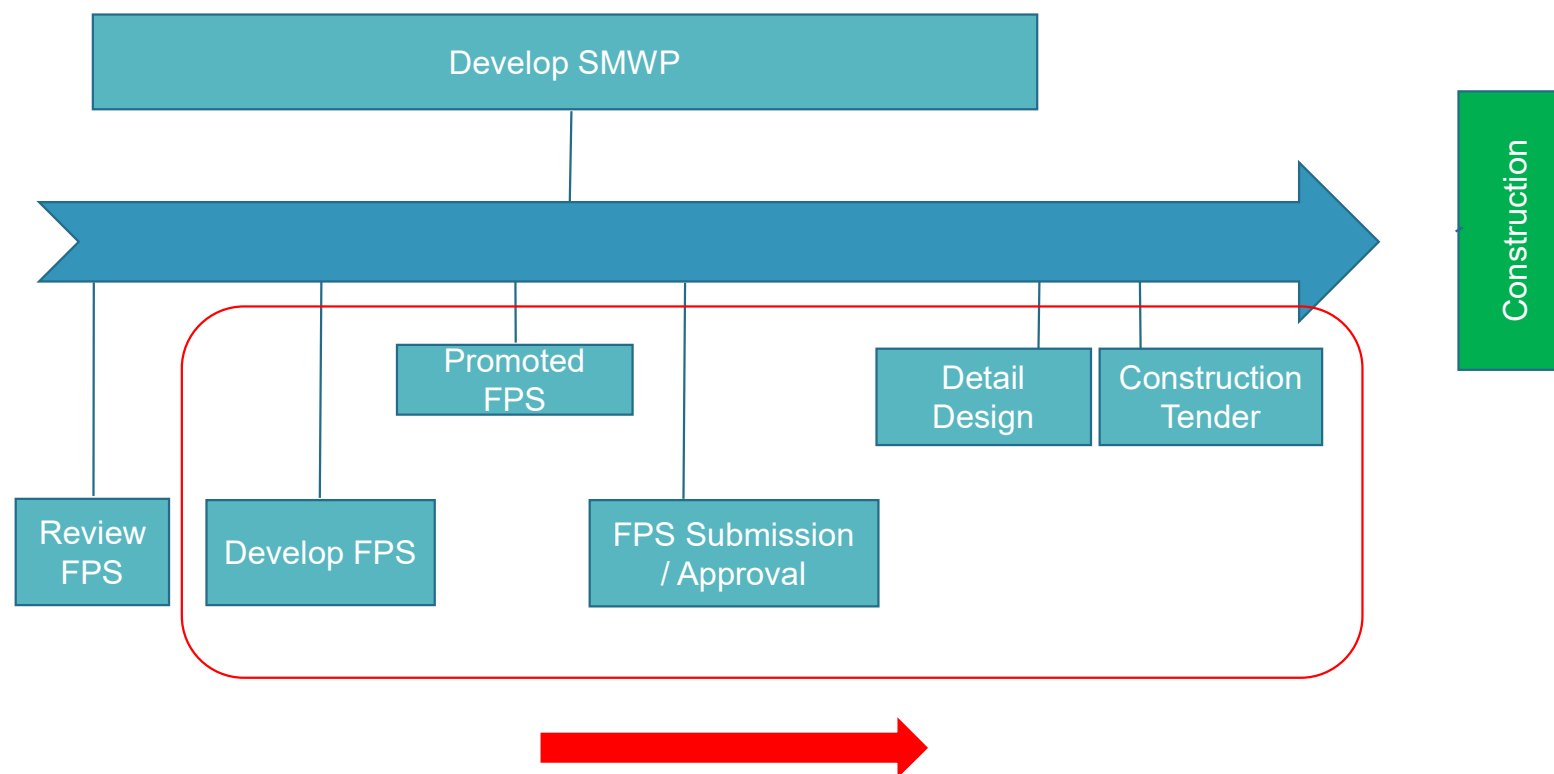 Develop SMWP
Construction
Promoted
FPS
Detail
Design
Construction
Tender
Review
FPS
Develop FPS
FPS Submission
/ Approval